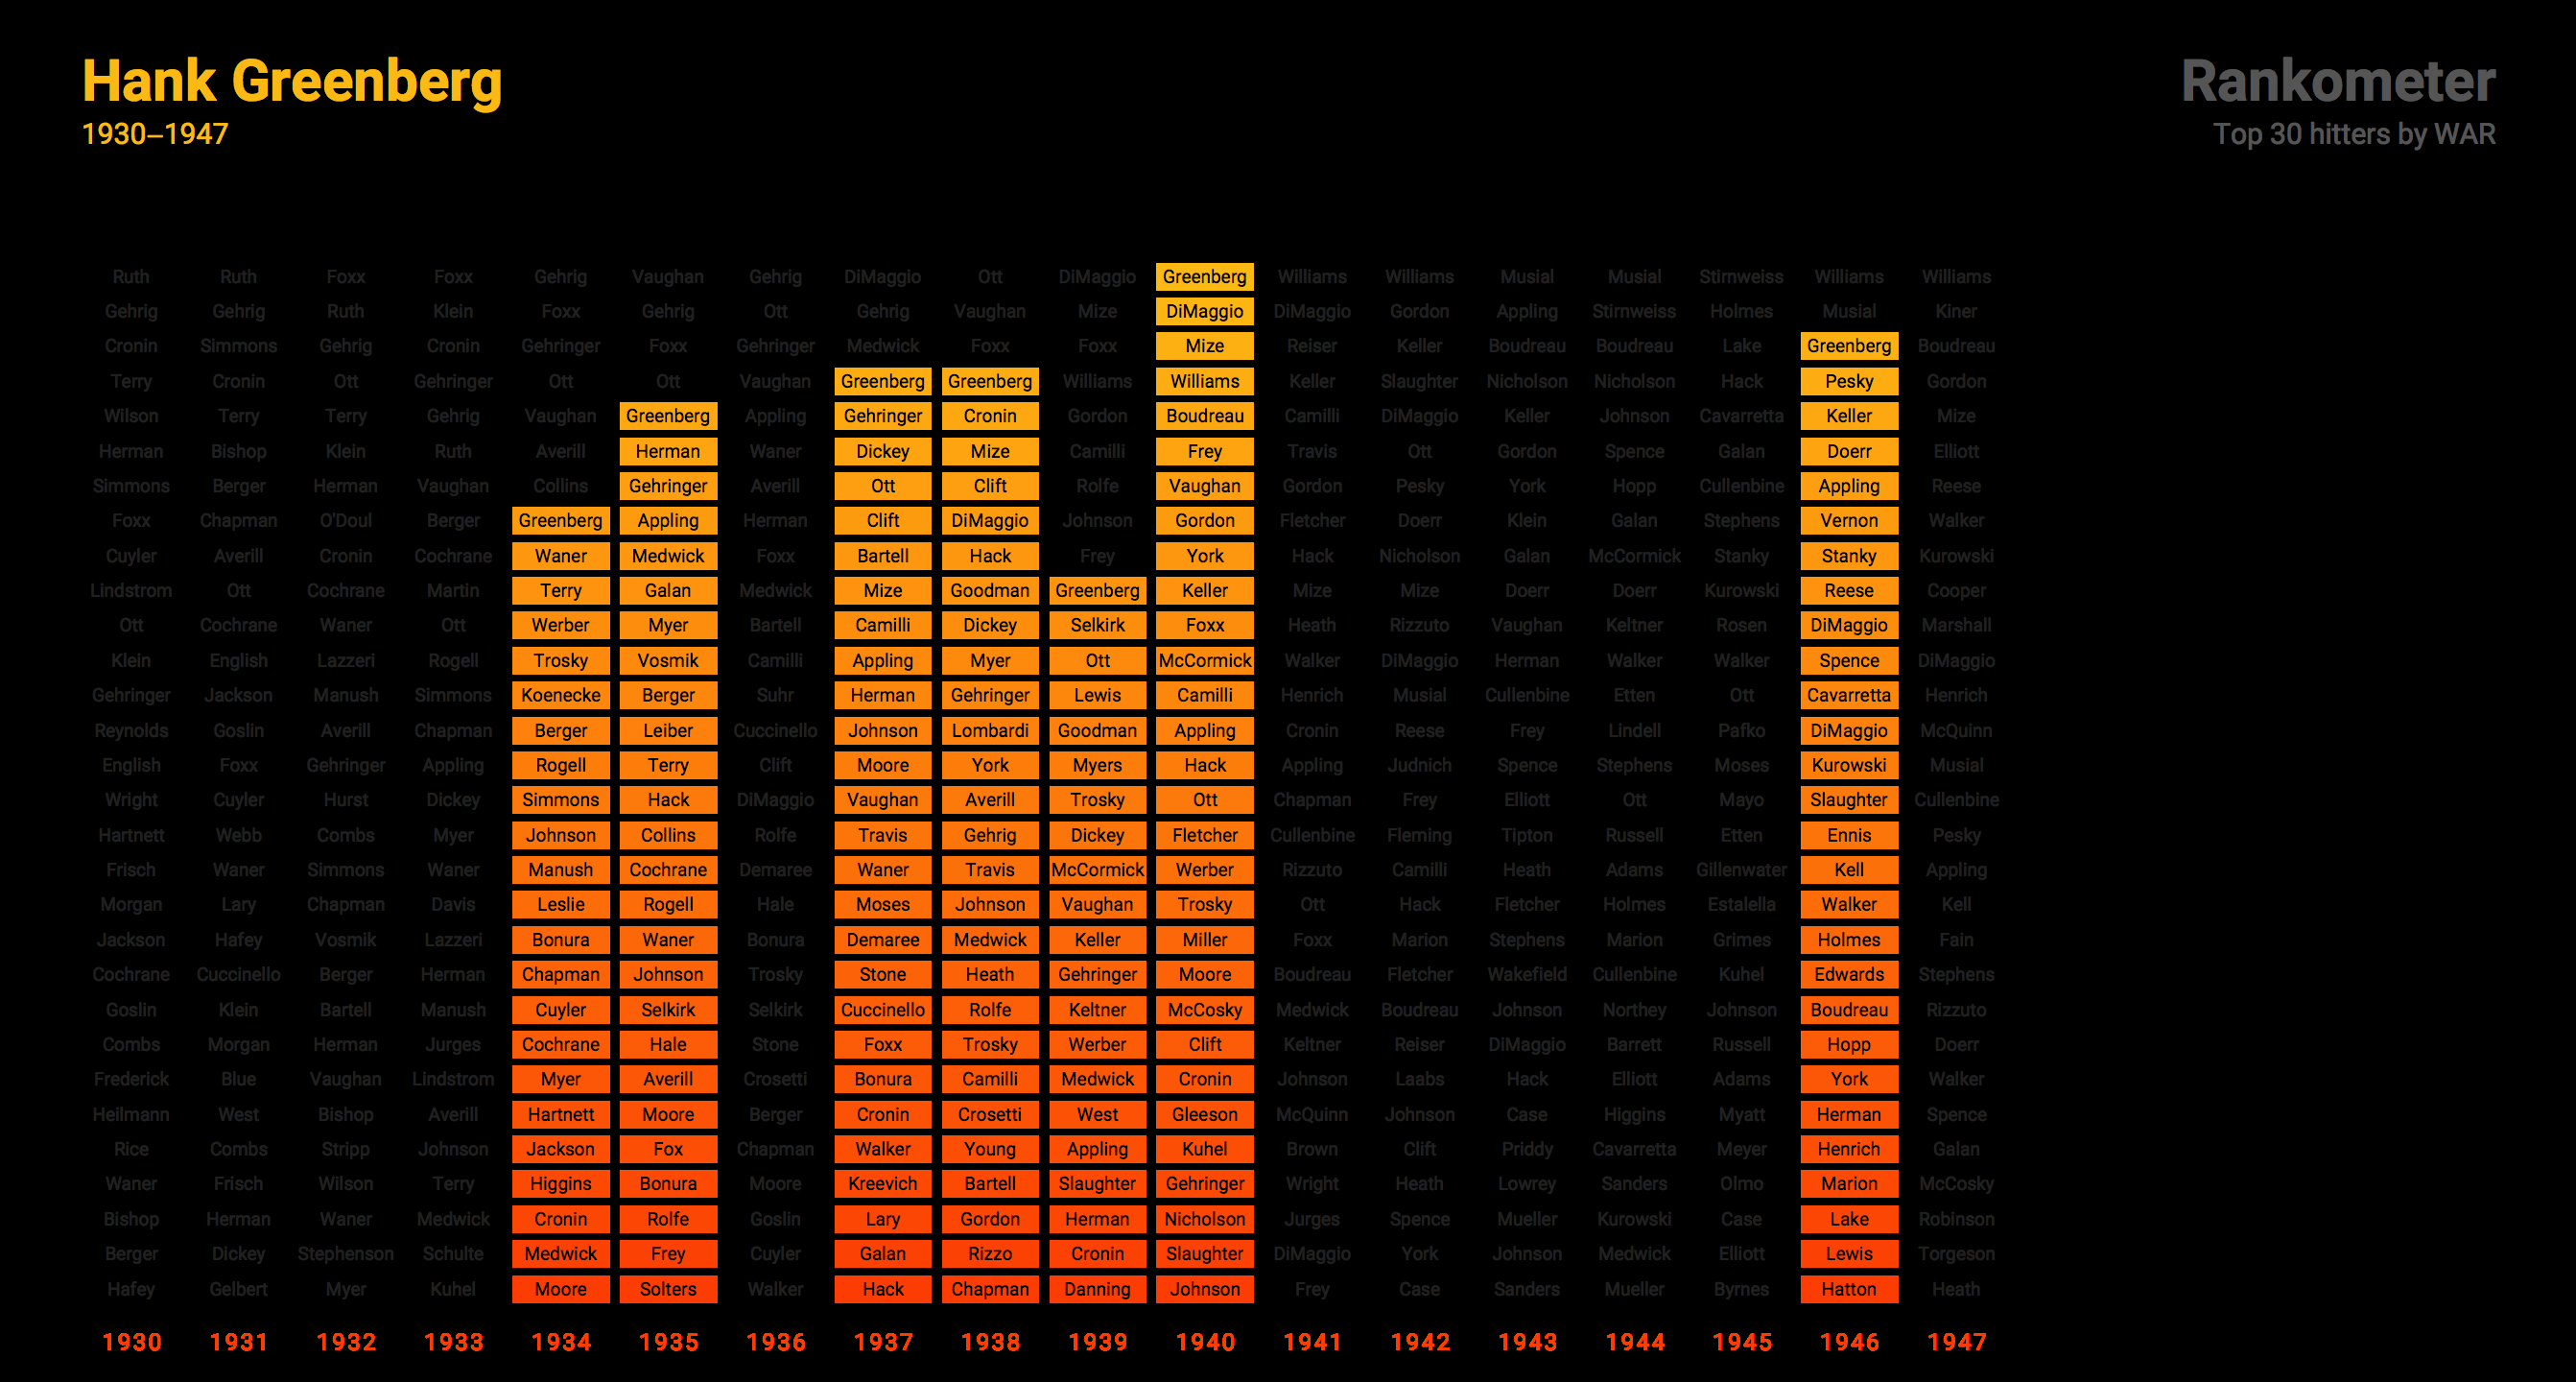 Hank Greenberg
1930–1947
Rankometer
Top 30 hitters by WAR
Ruth Ruth Foxx Foxx Gehrig Vaughan Gehrig DiMaggio Ott DiMaggio Greenberg Williams Williams Musial Musial Stirnweiss Williams Williams
Gehrig Gehrig Ruth Klein Foxx Gehrig Ott Gehrig Vaughan Mize DiMaggio DiMaggio Gordon Appling Stirnweiss Holmes Musial Kiner
Cronin Simmons Gehrig Cronin Gehringer Foxx Gehringer Medwick Foxx Foxx Mize Reiser Keller Boudreau Boudreau Lake Greenberg Boudreau
Terry Cronin Ott Gehringer Ott Ott Vaughan Greenberg Greenberg Williams Williams Keller Slaughter Nicholson Nicholson Hack Pesky Gordon
Wilson Terry Terry Gehrig Vaughan Greenberg Appling Gehringer Cronin Gordon Boudreau Camilli DiMaggio Keller Johnson Cavarretta Keller Mize
Herman Bishop Klein Ruth Averill Herman Waner Dickey Mize Camilli Frey Travis Ott Gordon Spence Galan Doerr Elliott
Simmons Berger Herman Vaughan Collins Gehringer Averill Ott Clift Rolfe Vaughan Gordon Pesky York Hopp Cullenbine Appling Reese
Foxx Chapman O'Doul Berger Greenberg Appling Herman Clift DiMaggio Johnson Gordon Fletcher Doerr Klein Galan Stephens Vernon Walker
Cuyler Averill Cronin Cochrane Waner Medwick Foxx Bartell Hack Frey York Hack Nicholson Galan McCormick Stanky Stanky Kurowski
Lindstrom Ott Cochrane Martin Terry Galan Medwick Mize Goodman Greenberg Keller Mize Mize Doerr Doerr Kurowski Reese Cooper
Ott Cochrane Waner Ott Werber Myer Bartell Camilli Dickey Selkirk Foxx Heath Rizzuto Vaughan Keltner Rosen DiMaggio Marshall
Klein English Lazzeri Rogell Trosky Vosmik Camilli Appling Myer Ott McCormick Walker DiMaggio Herman Walker Walker Spence DiMaggio
Gehringer Jackson Manush Simmons Koenecke Berger Suhr Herman Gehringer Lewis Camilli Henrich Musial Cullenbine Etten Ott Cavarretta Henrich
Reynolds Goslin Averill Chapman Berger Leiber Cuccinello Johnson Lombardi Goodman Appling Cronin Reese Frey Lindell Pafko DiMaggio McQuinn
English Foxx Gehringer Appling Rogell Terry Clift Moore York Myers Hack Appling Judnich Spence Stephens Moses Kurowski Musial
Wright Cuyler Hurst Dickey Simmons Hack DiMaggio Vaughan Averill Trosky Ott Chapman Frey Elliott Ott Mayo Slaughter Cullenbine
Hartnett Webb Combs Myer Johnson Collins Rolfe Travis Gehrig Dickey Fletcher Cullenbine Fleming Tipton Russell Etten Ennis Pesky
Frisch Waner Simmons Waner Manush Cochrane Demaree Waner Travis McCormick Werber Rizzuto Camilli Heath Adams Gillenwater Kell Appling
Morgan Lary Chapman Davis Leslie Rogell Hale Moses Johnson Vaughan Trosky Ott Hack Fletcher Holmes Estalella Walker Kell
Jackson Hafey Vosmik Lazzeri Bonura Waner Bonura Demaree Medwick Keller Miller Foxx Marion Stephens Marion Grimes Holmes Fain
Cochrane Cuccinello Berger Herman Chapman Johnson Trosky Stone Heath Gehringer Moore Boudreau Fletcher Wakefield Cullenbine Kuhel Edwards Stephens
Goslin Klein Bartell Manush Cuyler Selkirk Selkirk Cuccinello Rolfe Keltner McCosky Medwick Boudreau Johnson Northey Johnson Boudreau Rizzuto
Combs Morgan Herman Jurges Cochrane Hale Stone Foxx Trosky Werber Clift Keltner Reiser DiMaggio Barrett Russell Hopp Doerr
Frederick Blue Vaughan Lindstrom Myer Averill Crosetti Bonura Camilli Medwick Cronin Johnson Laabs Hack Elliott Adams York Walker
Heilmann West Bishop Averill Hartnett Moore Berger Cronin Crosetti West Gleeson McQuinn Johnson Case Higgins Myatt Herman Spence
Rice Combs Stripp Johnson Jackson Fox Chapman Walker Young Appling Kuhel Brown Clift Priddy Cavarretta Meyer Henrich Galan
Waner Frisch Wilson Terry Higgins Bonura Moore Kreevich Bartell Slaughter Gehringer Wright Heath Lowrey Sanders Olmo Marion McCosky
Bishop Herman Waner Medwick Cronin Rolfe Goslin Lary Gordon Herman Nicholson Jurges Spence Mueller Kurowski Case Lake Robinson
Berger Dickey Stephenson Schulte Medwick Frey Cuyler Galan Rizzo Cronin Slaughter DiMaggio York Johnson Medwick Elliott Lewis Torgeson
Hafey Gelbert Myer Kuhel Moore Solters Walker Hack Chapman Danning Johnson Frey Case Sanders Mueller Byrnes Hatton Heath
1930 1931 1932 1933 1934 1935 1936 1937 1938 1939 1940 1941 1942 1943 1944 1945 1946 1947